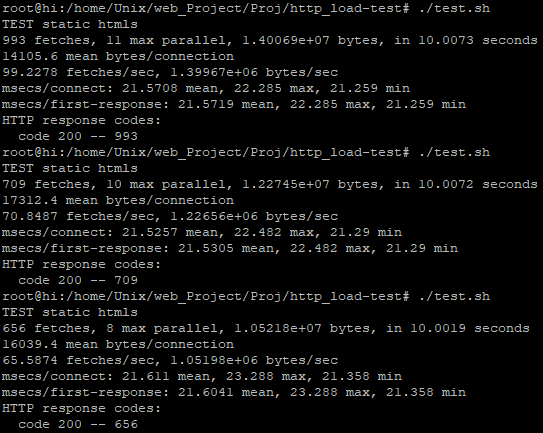 root@hi:/home/Unix/web_Project/Proj/http_load-test# ./test.sh
TEST static htmls
993 fetches, 11 max parallel, 1.40069e+07 bytes, in 10.0073 seconds
14105.6 mean bytes/connection
99.2278 fetches/sec, 1.39967e+06 bytes/sec
msecs/connect: 21.5708 mean, 22.285 max, 21.259 min
msecs/first-response: 21.5719 mean, 22.285 max, 21.259 min
HTTP response codes:
  code 200 -- 993
root@hi:/home/Unix/web_Project/Proj/http_load-test# ./test.sh
TEST static htmls
709 fetches, 10 max parallel, 1.22745e+07 bytes, in 10.0072 seconds
17312.4 mean bytes/connection
70.8487 fetches/sec, 1.22656e+06 bytes/sec
msecs/connect: 21.5257 mean, 22.482 max, 21.29 min
msecs/first-response: 21.5305 mean, 22.482 max, 21.29 min
HTTP response codes:
  code 200 -- 709
root@hi:/home/Unix/web_Project/Proj/http_load-test# ./test.sh
TEST static htmls
656 fetches, 8 max parallel, 1.05218e+07 bytes, in 10.0019 seconds
16039.4 mean bytes/connection
65.5874 fetches/sec, 1.05198e+06 bytes/sec
msecs/connect: 21.611 mean, 23.288 max, 21.358 min
msecs/first-response: 21.6041 mean, 23.288 max, 21.358 min
HTTP response codes:
  code 200 -- 656